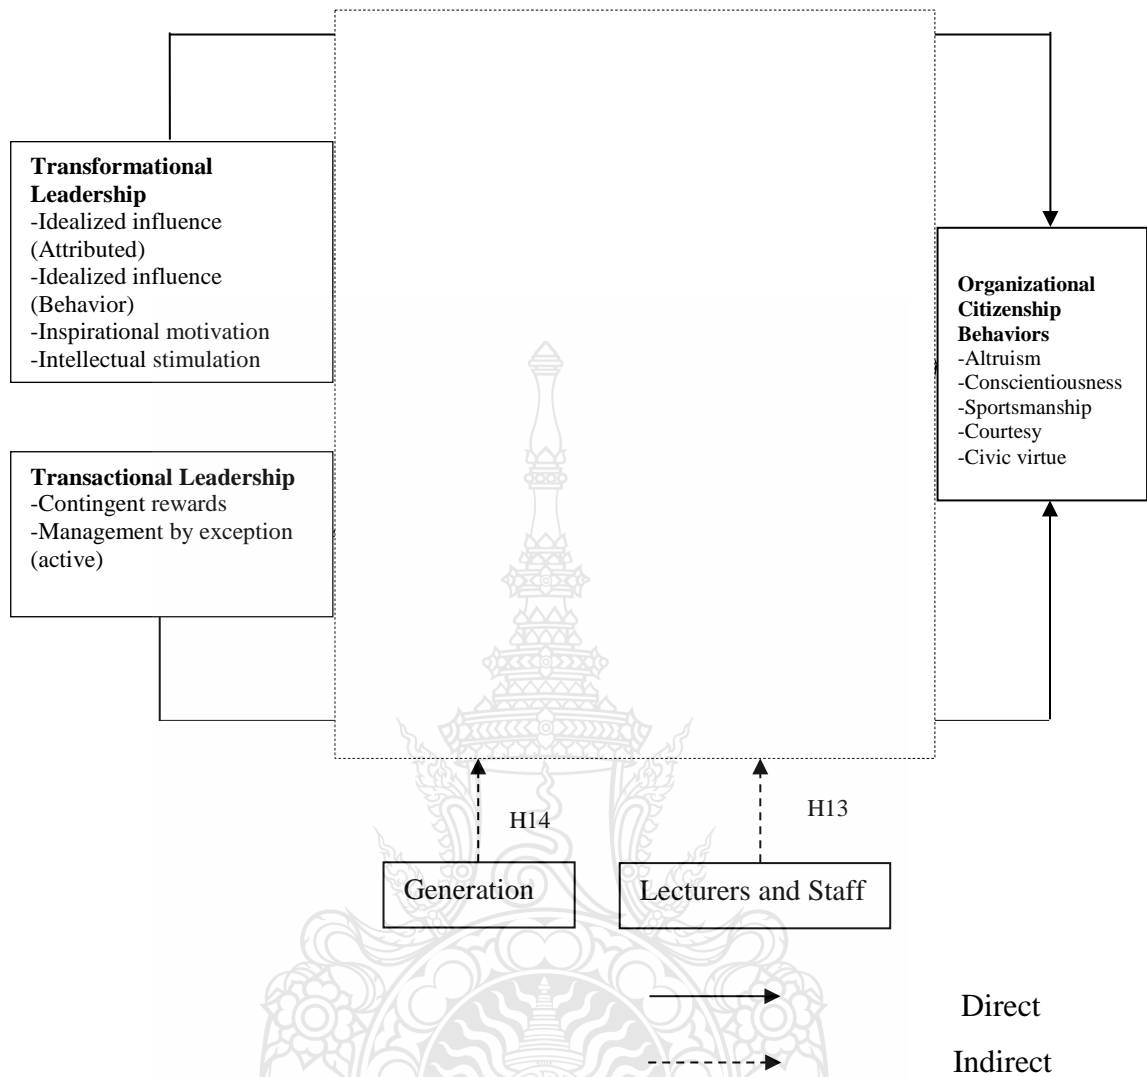 Transformational
Leadership
-Idealized influence
(Attributed)
-Idealized influence
(Behavior)
-Inspirational motivation
-Intellectual stimulation
Organizational
Citizenship
Behaviors
-Altruism
-Conscientiousness
-Sportsmanship
-Courtesy
-Civic virtue
Transactional Leadership
-Contingent rewards
-Management by exception
(active)
H14
H13
Generation
Lecturers and Staff
Direct
Indirect